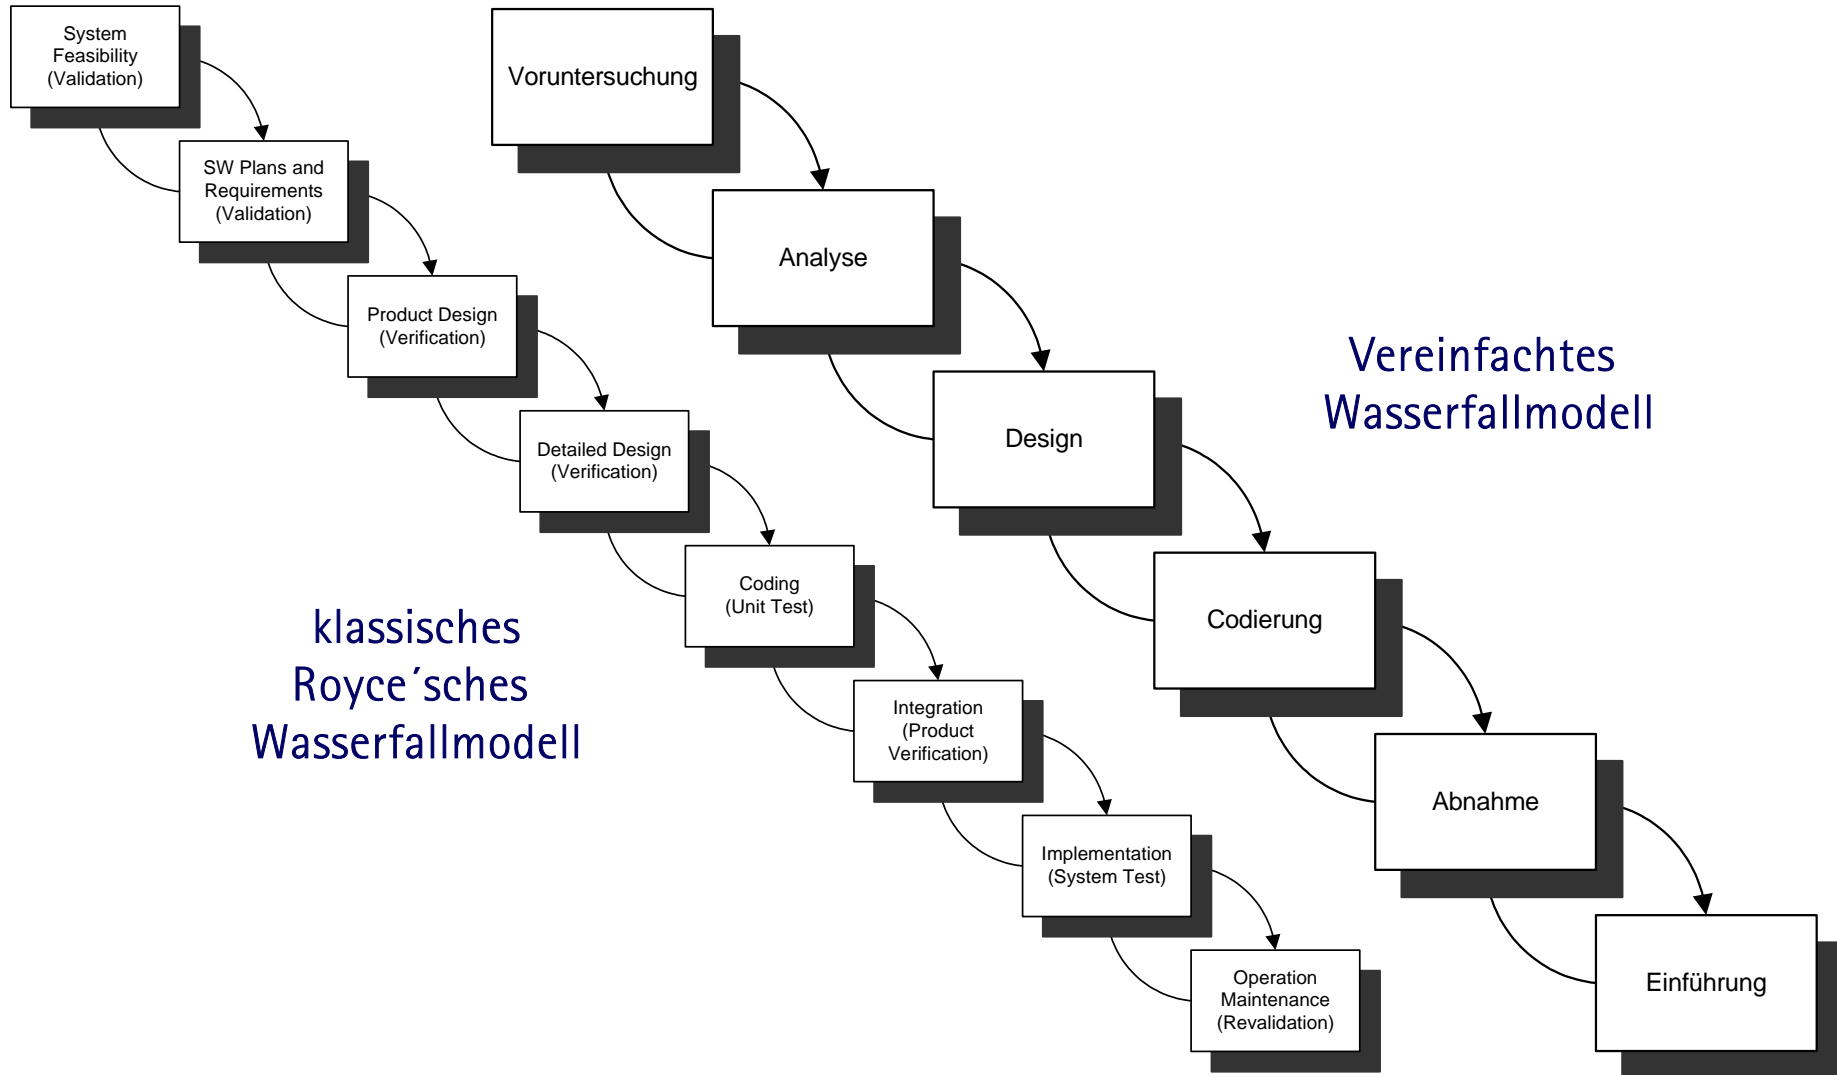 System
Feasibility
(Validation)
SW Plans and
Requirements
(Validation)
Product Design
(Verification)
Detailed Design
(Verification)
Coding
(Unit Test)
Integration
(Product
Verification)
Implementation
(System Test)
Operation
Maintenance
(Revalidation)
klassisches
Royce´sches
Wasserfallmodell
Voruntersuchung
Analyse
Design
Codierung
Abnahme
Einführung
Vereinfachtes
Wasserfallmodell